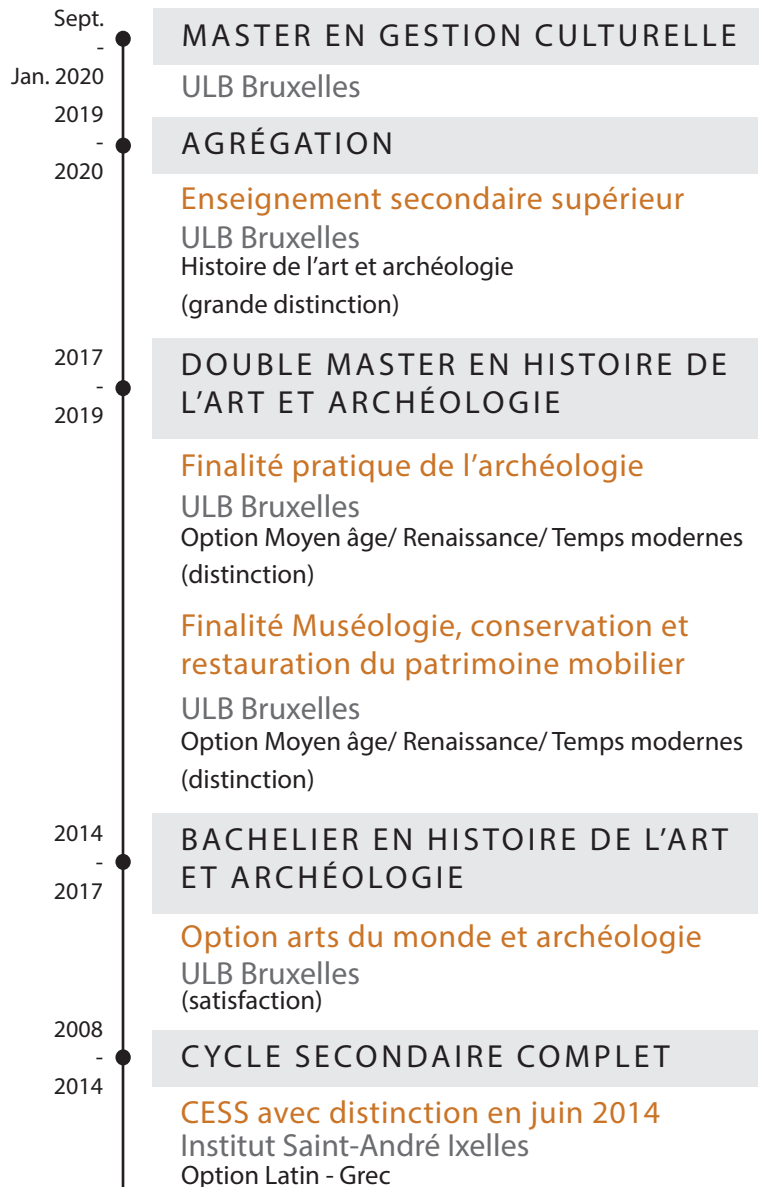 Sept.
-
Jan. 2020
MASTER EN GESTION CULTURELLE
ULB Bruxelles
2019
-
2020
AGRÉGATION
Enseignement secondaire supérieur
ULB Bruxelles
Histoire de l'art et archéologie
(grande distinction)
2017
-
2019
DOUBLE MASTER EN HISTOIRE DE
L'ART ET ARCHÉOLOGIE
Finalité pratique de l'archéologie
ULB Bruxelles
Option Moyen âge/ Renaissance/ Temps modernes
(distinction)
Finalité Muséologie, conservation et
restauration du patrimoine mobilier
ULB Bruxelles
Option Moyen âge/ Renaissance/ Temps modernes
(distinction)
2014
-
2017
BACHELIER EN HISTOIRE DE L'ART
ET ARCHÉOLOGIE
Option arts du monde et archéologie
ULB Bruxelles
(satisfaction)
2008
-
2014
CYCLE SECONDAIRE COMPLET
CESS avec distinction en juin 2014
Institut Saint-André Ixelles
Option Latin - Grec